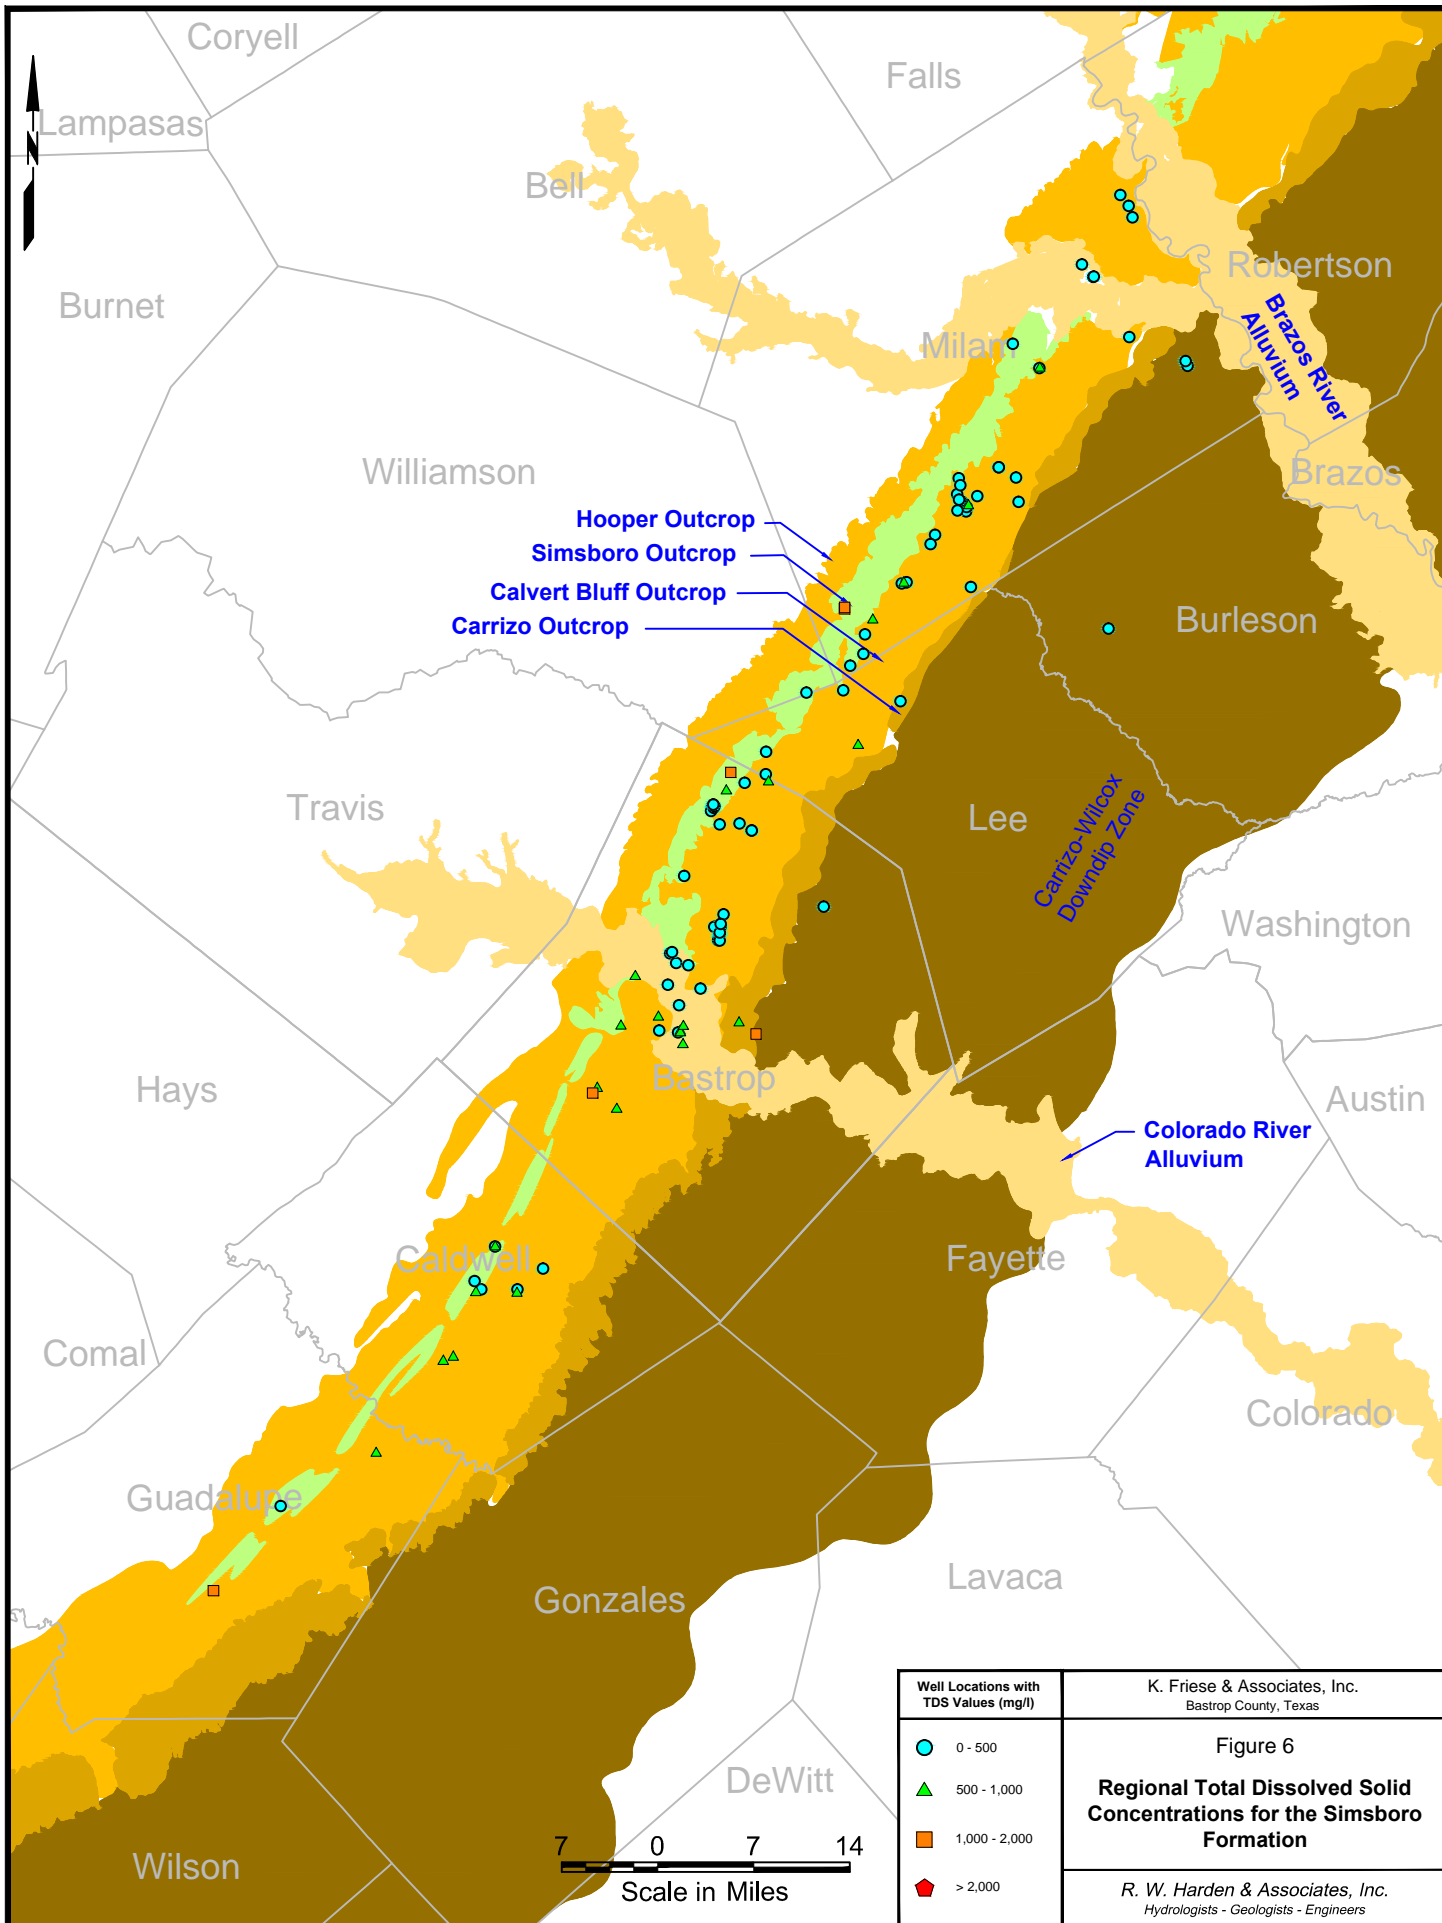 Coryell
Falls
Lampasas
N
Bell
Robertson
Burnet
Brazos River
Alluvium
Milam
Williamson
Brazos
Hooper Outcrop
Simsboro Outcrop
Calvert Bluff Outcrop
Carrizo Outcrop
Burleson
Travis
Lee
Carrizo-Wilcox
Downdip Zone
Washington
Bastrop
Hays
Austin
Colorado River
Alluvium
Caldwell
Fayette
Comal
Colorado
Guadalupe
Gonzales
Lavaca
DeWitt
Wilson
7 0 7 14
Scale in Miles
Well Locations with
TDS Values (mg/l)
0 - 500
500 - 1,000
1,000 - 2,000
> 2,000
K. Friese & Associates, Inc.
Bastrop County, Texas
Figure 6
Regional Total Dissolved Solid
Concentrations for the Simsboro
Formation
R. W. Harden & Associates, Inc.
Hydrologists - Geologists - Engineers